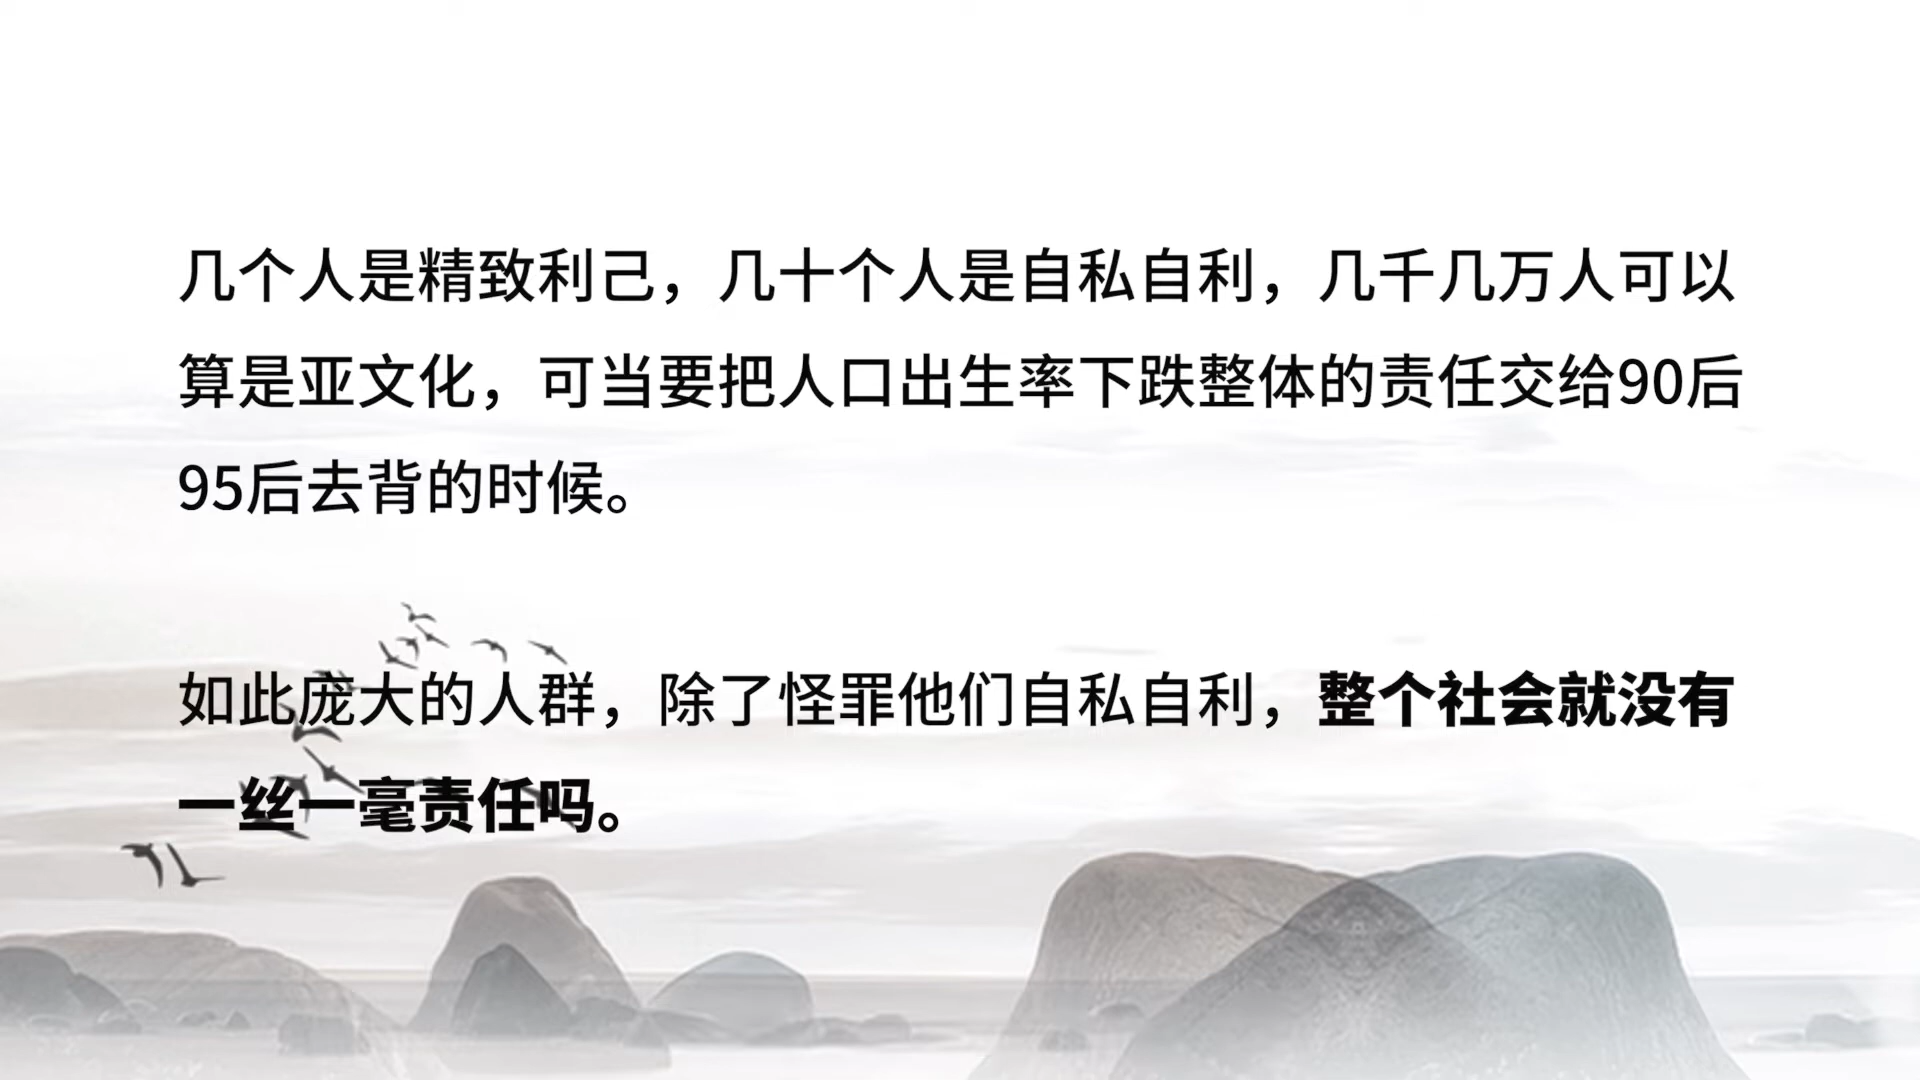 几个人是精致利己，几十个人是自私自利，几千几万人可以
算是亚文化，可当要把人口出生率下跌整体的责任交给90后
95后去背的时候。
如此庞大的人群，除了怪罪他们自私自利，整个社会就没有
一丝一毫责任吗。